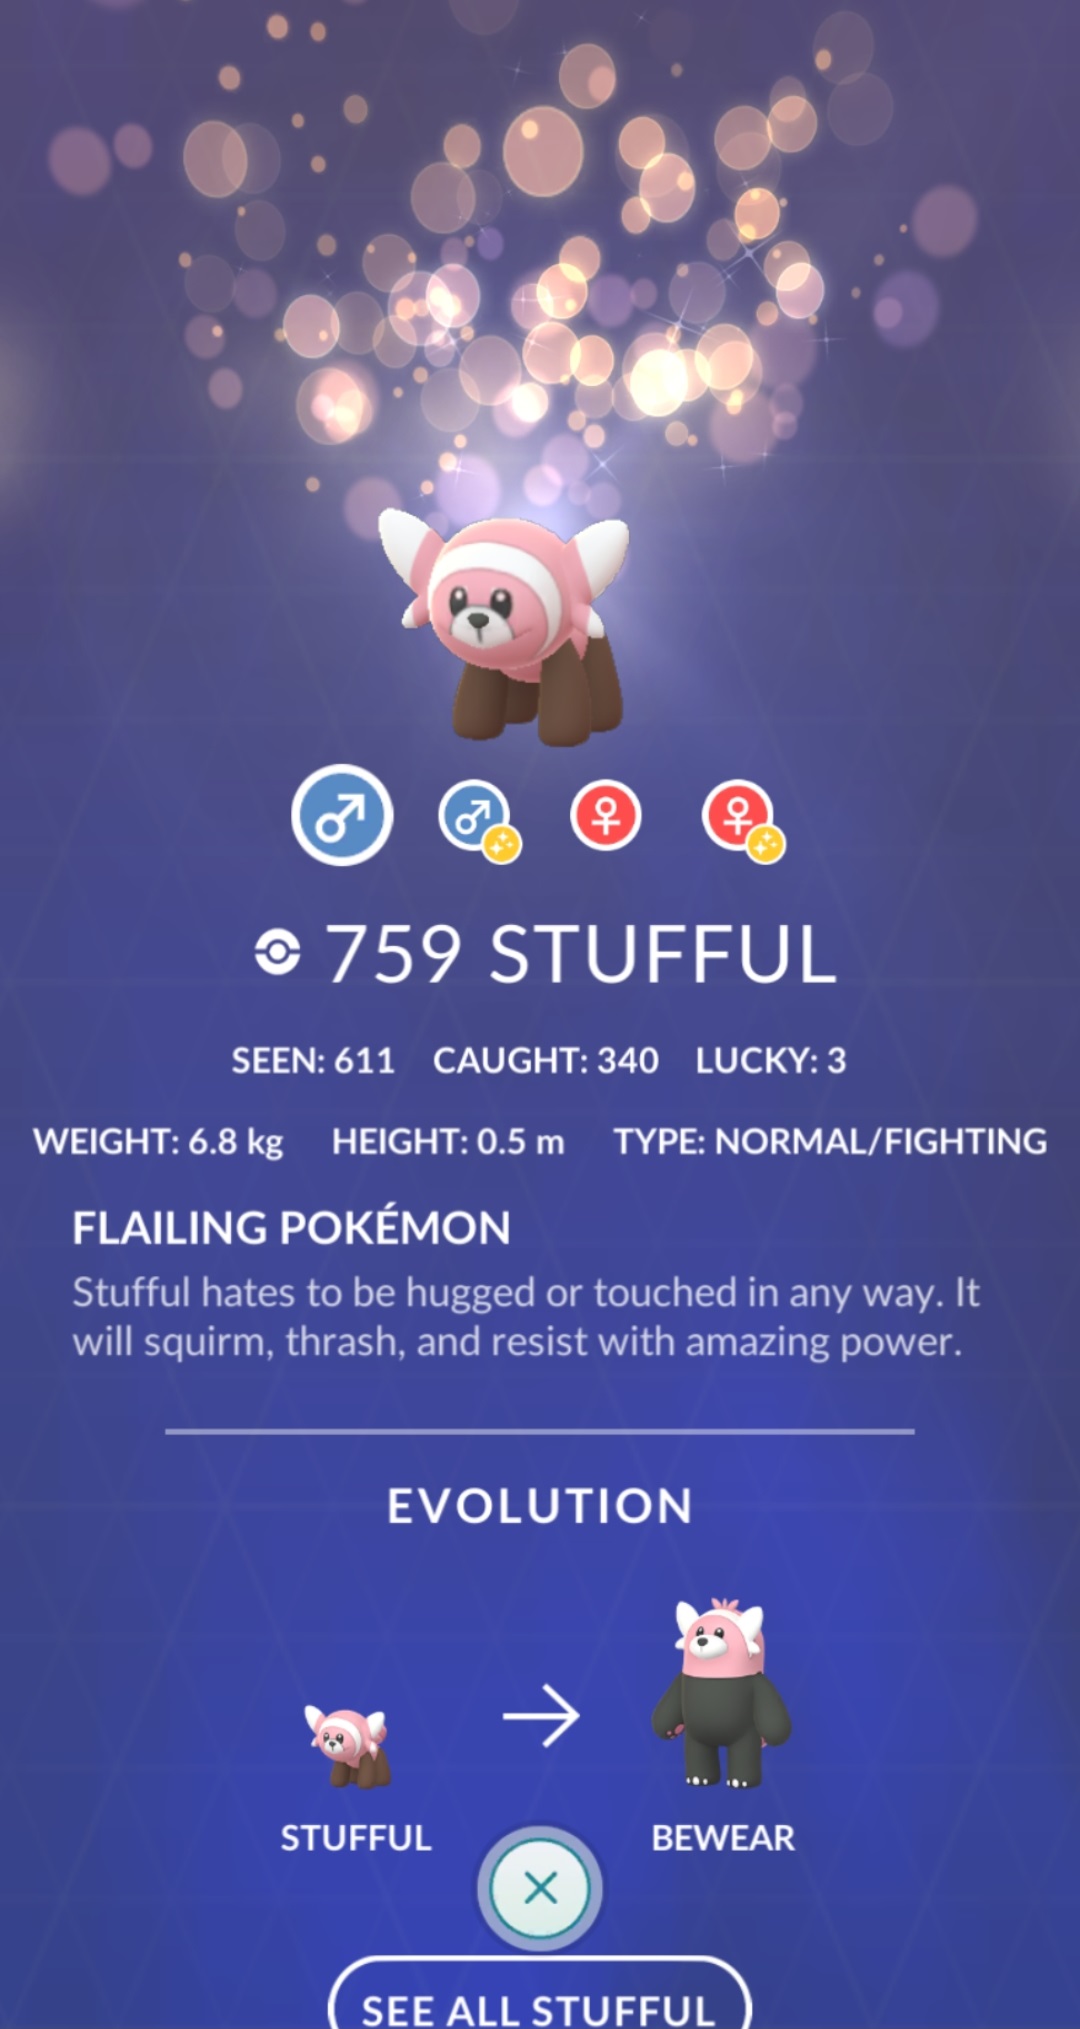 759 STUFFUL
SEEN: 611 CAUGHT: 340 LUCKY: 3
WEIGHT: 6.8 kg HEIGHT: 0.5 m TYPE: NORMAL/FIGHTING
FLAILING POKÉMON
Stufful hates to be hugged or touched in any way. It
will squirm, thrash, and resist with amazing power.
EVOLUTION
STUFFUL BEWEAR
SEE ALL STUFFUL